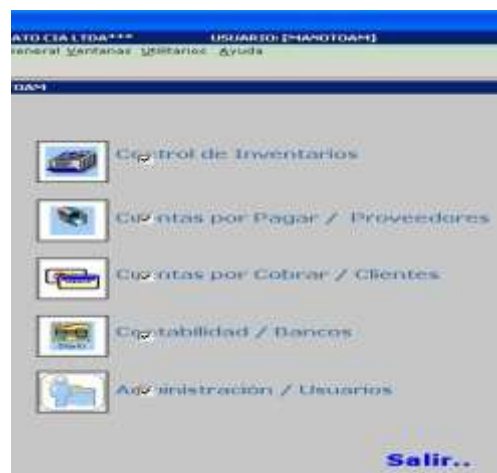 ATO CIA LTDA*** USUARIO: [MANOTOAM]
eneral Ventanas Utilitarios Ayuda
TOAM
Control de Inventarios
Cuentas por Pagar / Proveedores
Cuentas por Cobrar / Clientes
Contabilidad / Bancos
Administración / Usuarios
Salir..